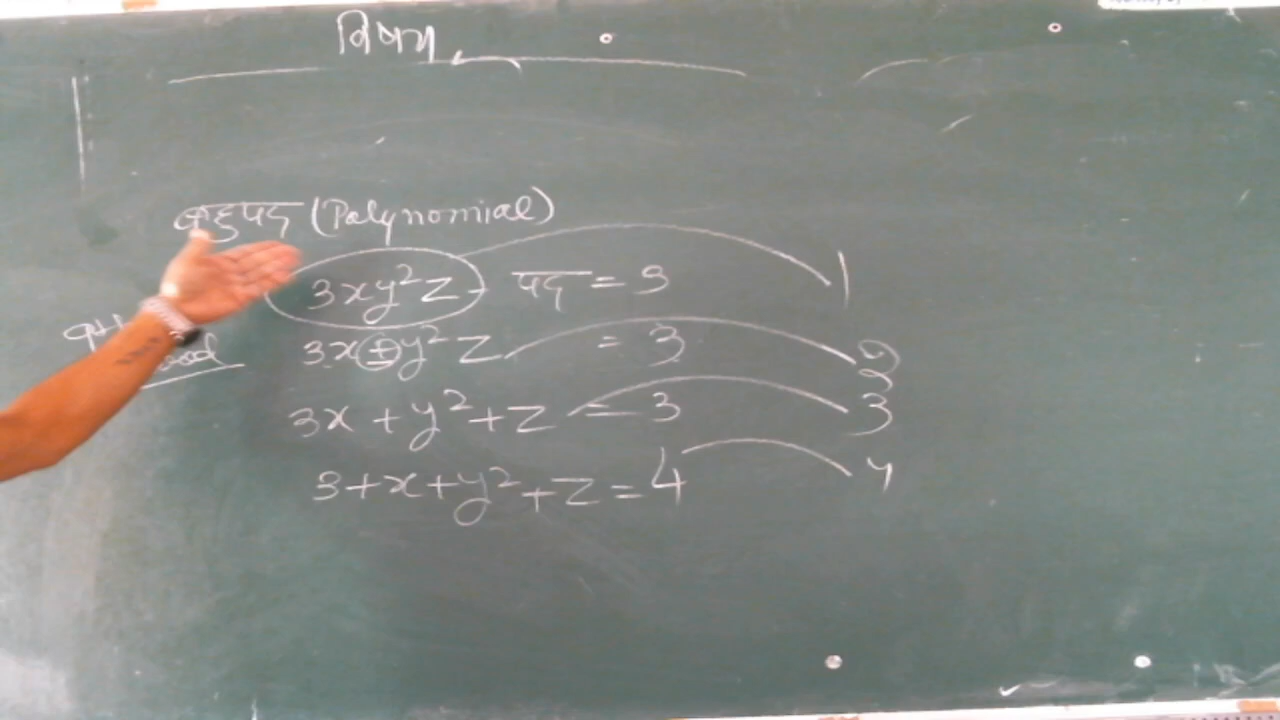 विषय
बहुपद (Polynomial)
3xy²z - पद = 3 1
3x ± y²z = 3 2
3x + y² + z = 3 3
3 + x + y² + z = 4 4